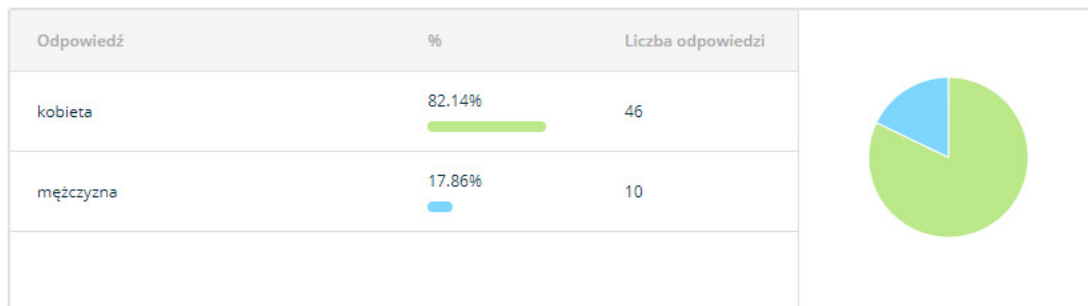 Odpowiedź % Liczba odpowiedzi
kobieta 82.14% 46
mężczyzna 17.86% 10